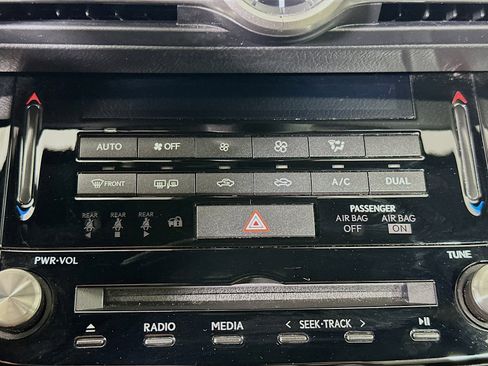 AUTO OFF
FRONT A/C DUAL
REAR REAR REAR PASSENGER
AIR BAG AIR BAG
OFF ON
PWR-VOL TUNE
RADIO MEDIA < SEEK·TRACK >